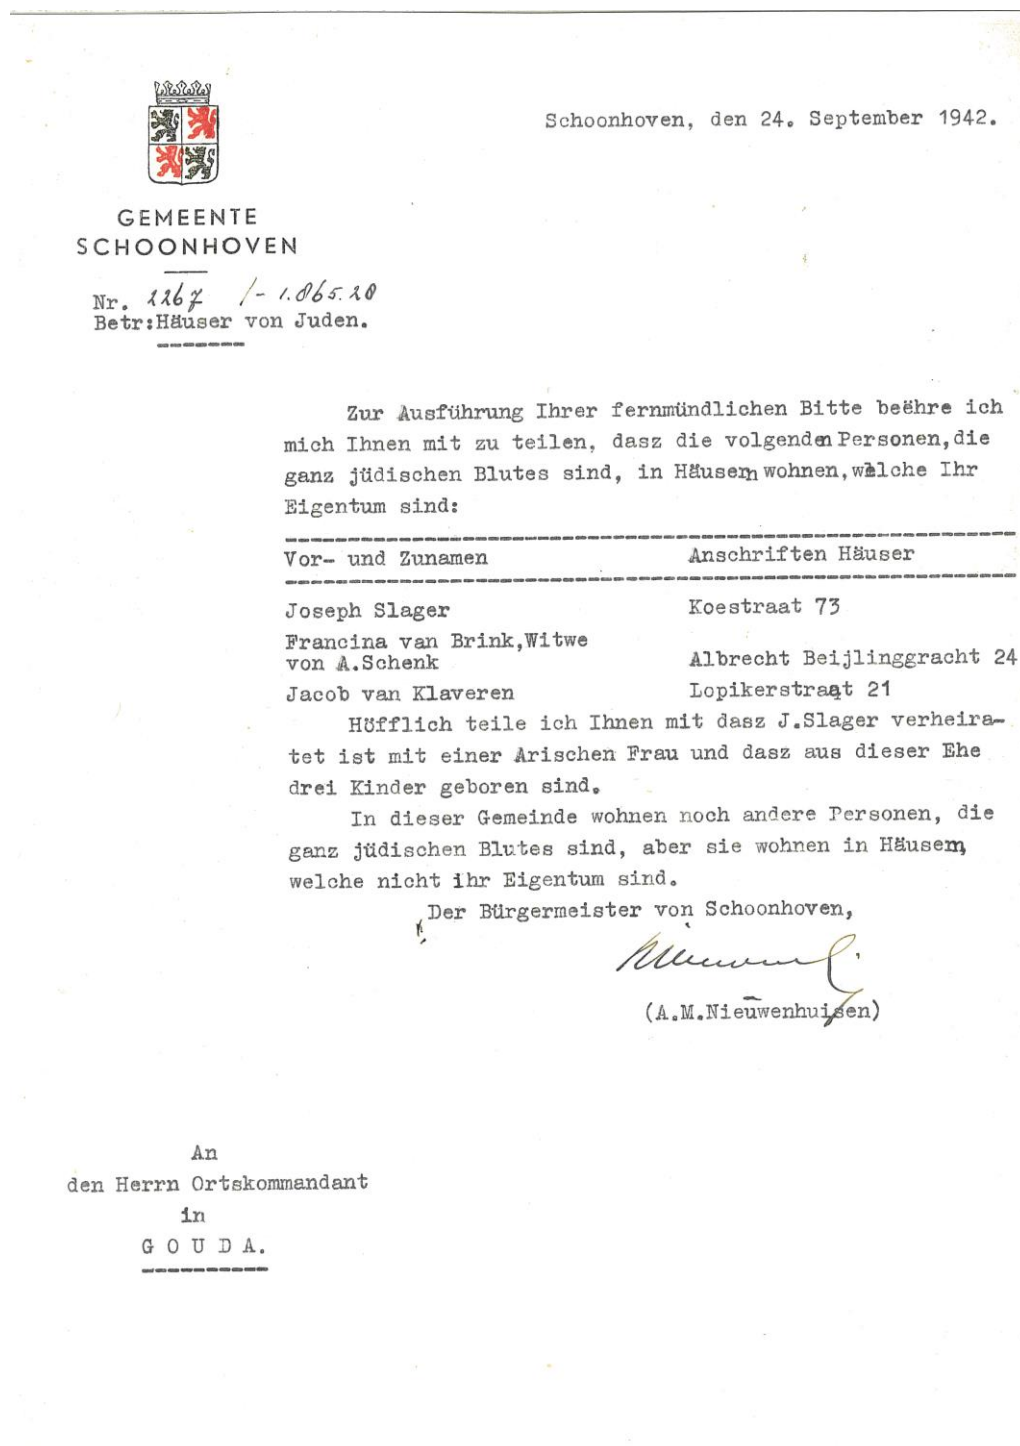 Schoonhoven, den 24. September 1942.
GEMEENTE
SCHOONHOVEN
Nr. 2267 /- 1.865.20
Betr:Häuser von Juden.
Zur Ausführung Ihrer fernmündlichen Bitte beëhre ich
mich Ihnen mit zu teilen, dasz die volgenden Personen,die
ganz jüdischen Blutes sind, in Häusern wohnen,welche Ihr
Eigentum sind:
Vor- und Zunamen Anschriften Häuser
Joseph Slager Koestraat 73
Francina van Brink,Witwe
von A.Schenk Albrecht Beijlinggracht 24
Jacob van Klaveren Lopikerstraat 21
Höfflich teile ich Ihnen mit dasz J.Slager verheira-
tet ist mit einer Arischen Frau und dasz aus dieser Ehe
drei Kinder geboren sind.
In dieser Gemeinde wohnen noch andere Personen, die
ganz jüdischen Blutes sind, aber sie wohnen in Häusern,
welche nicht ihr Eigentum sind.
Der Bürgermeister von Schoonhoven,
(A.M.Nieuwenhuisen)
An
den Herrn Ortskommandant
in
G O U D A.